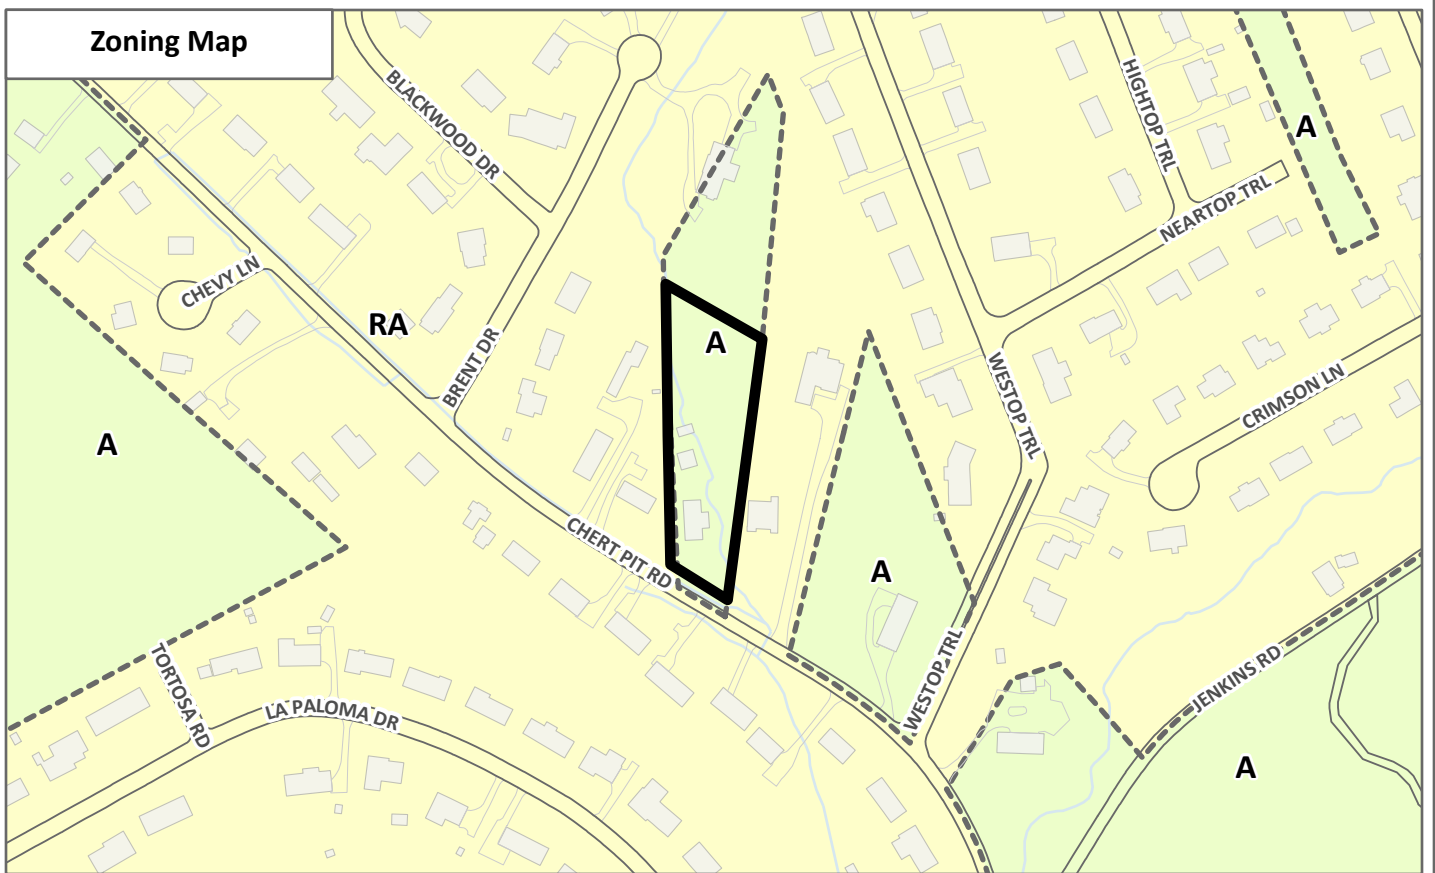 Zoning Map
BLACKWOOD DR
HIGHTOP TRL
A
NEARTOP TRL
CHEVY LN
RA
BRENT DR
A
WESTOP TRL
CRIMSON LN
A
CHERT PIT RD
A
WESTOP TRL
JENKINS RD
TORTOSA RD
LA PALOMA DR
A